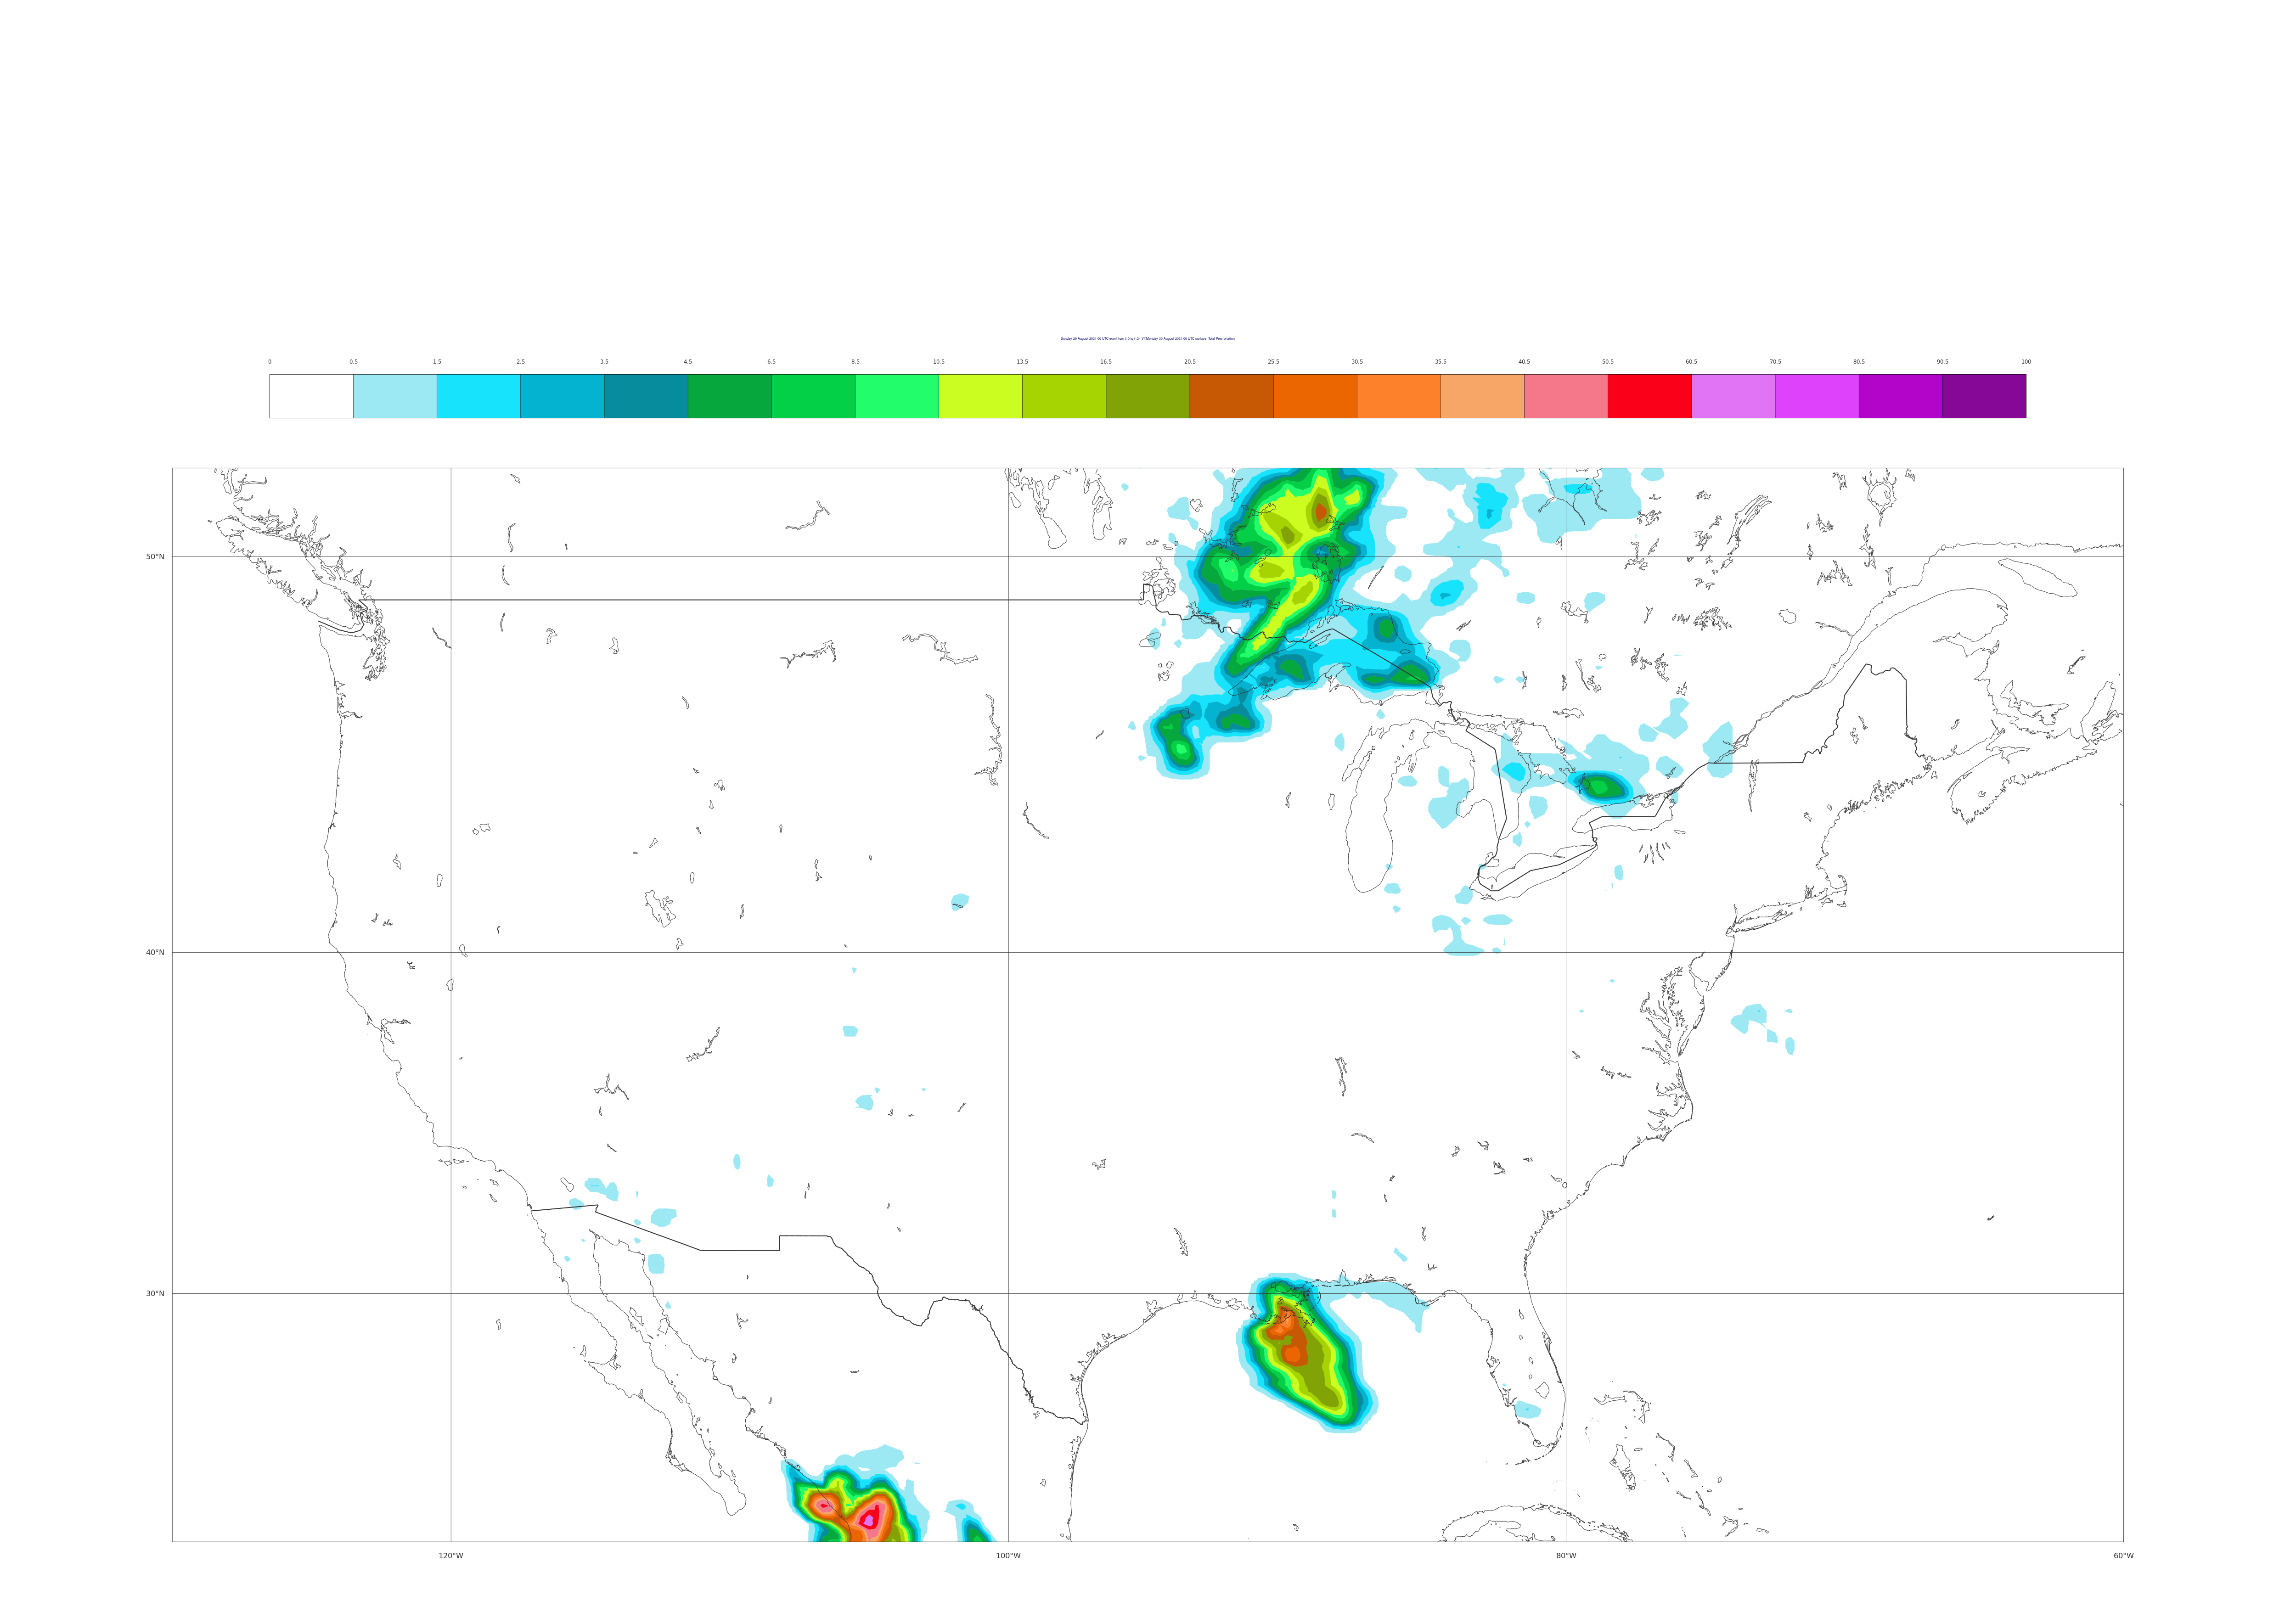 Sunday 29 August 2021 00 UTC ecmf t+0 to t+24 VT:Monday 30 August 2021 00 UTC surface Total Precipitation
0 0.5 1.5 2.5 3.5 4.5 6.5 8.5 10.5 13.5 16.5 20.5 25.5 30.5 35.5 40.5 50.5 60.5 70.5 80.5 90.5 100
50°N
40°N
30°N
120°W 100°W 80°W 60°W